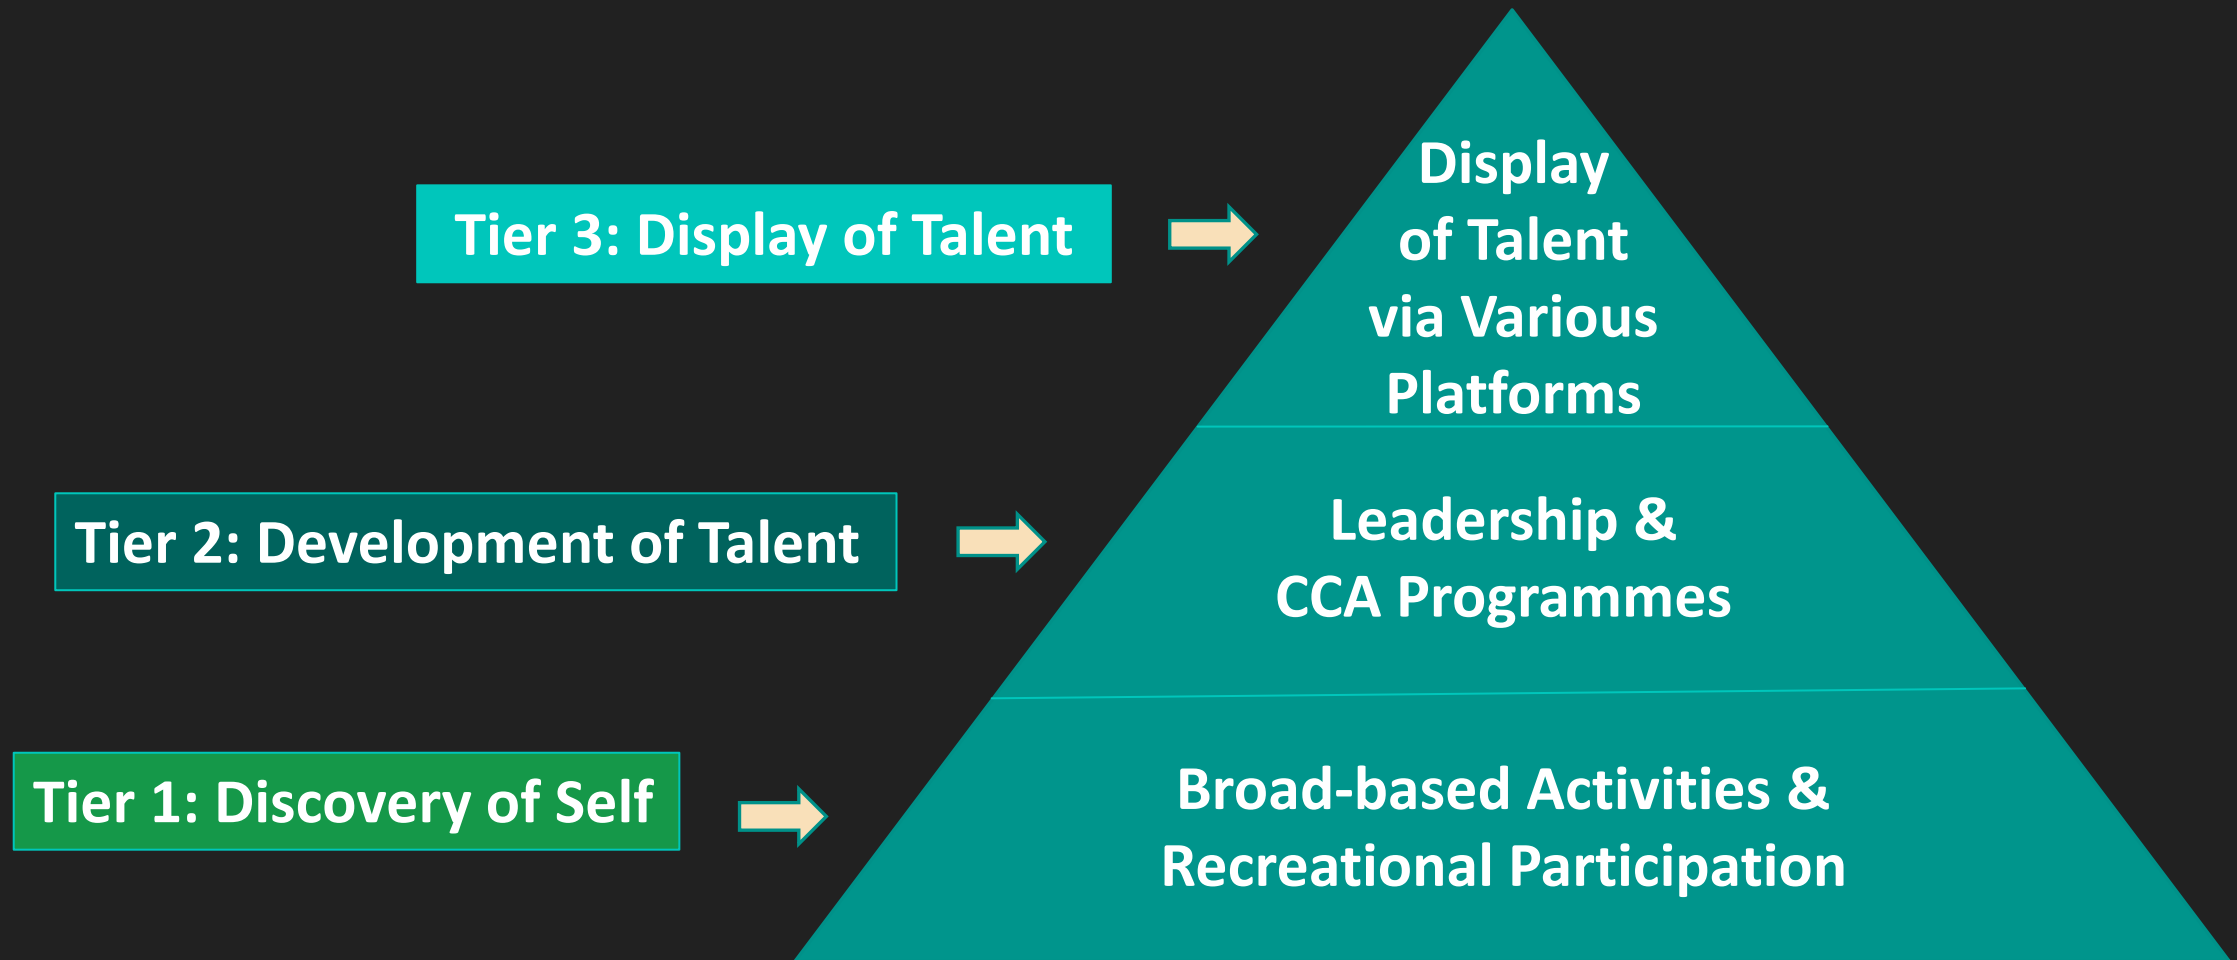 Tier 3: Display of Talent
Display
of Talent
via Various
Platforms
Tier 2: Development of Talent
Leadership &
CCA Programmes
Tier 1: Discovery of Self
Broad-based Activities &
Recreational Participation